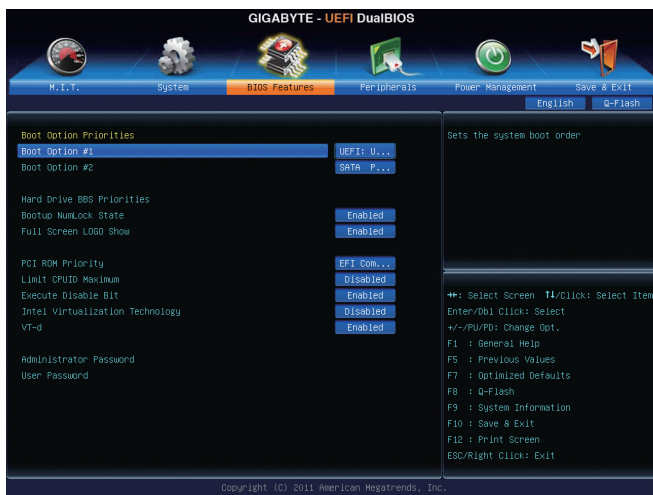 GIGABYTE - UEFI DualBIOS
M.I.T. System BIOS Features Peripherals Power Management Save & Exit
English Q-Flash
Boot Option Priorities
Boot Option #1 UEFI: U...
Boot Option #2 SATA P...
Hard Drive BBS Priorities
Bootup NumLock State Enabled
Full Screen LOGO Show Enabled
PCI ROM Priority EFI Com...
Limit CPUID Maximum Disabled
Execute Disable Bit Enabled
Intel Virtualization Technology Disabled
VT-d Enabled
Administrator Password
User Password
Sets the system boot order
→←: Select Screen ↑↓/Click: Select Item
Enter/Dbl Click: Select
+/-/PU/PD: Change Opt.
F1 : General Help
F5 : Previous Values
F7 : Optimized Defaults
F8 : Q-Flash
F9 : System Information
F10 : Save & Exit
F12 : Print Screen
ESC/Right Click: Exit
Copyright (C) 2011 American Megatrends, Inc.